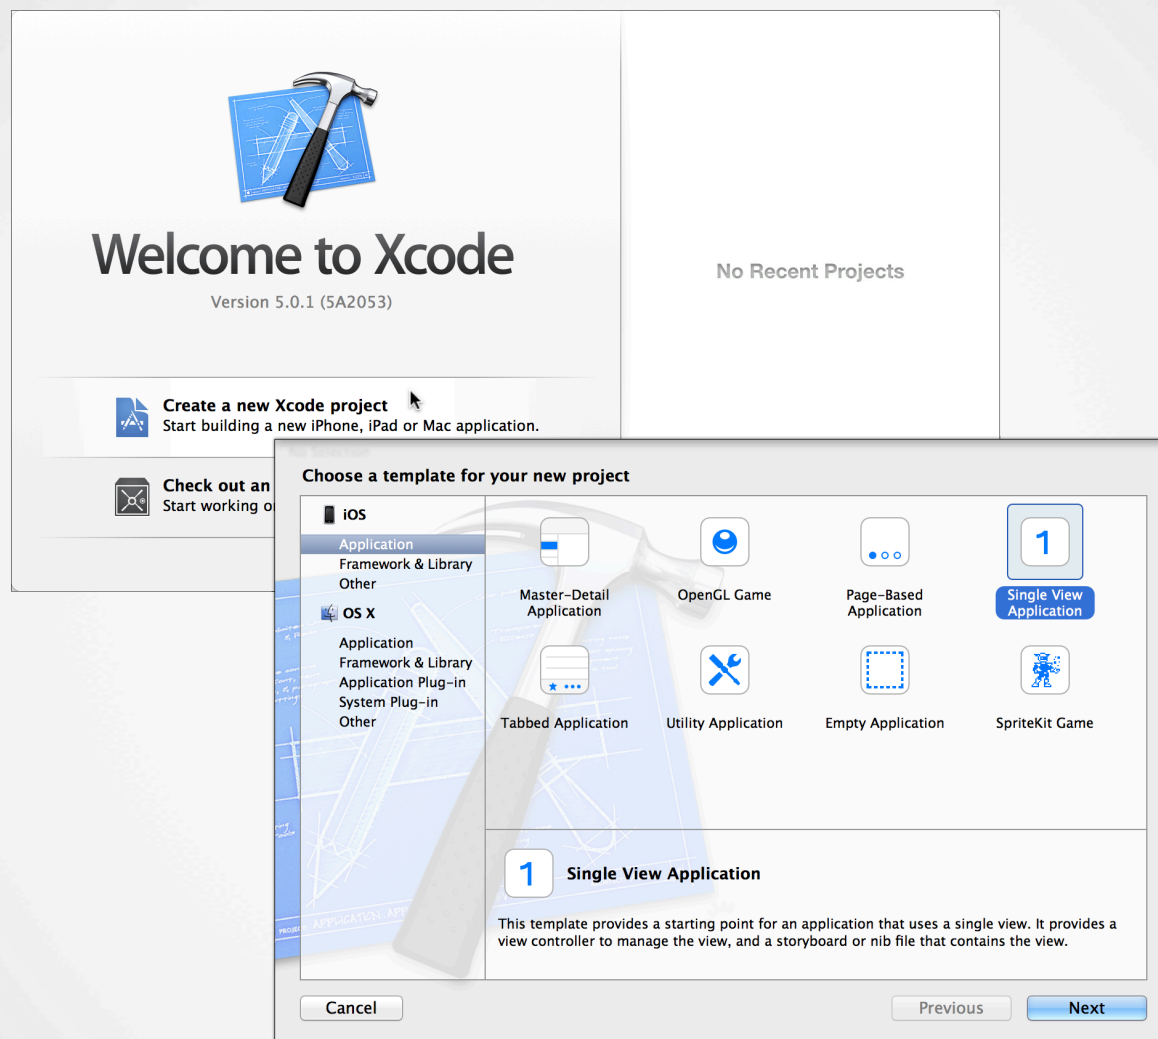 Welcome to Xcode
Version 5.0.1 (5A2053)
No Recent Projects
Create a new Xcode project
Start building a new iPhone, iPad or Mac application.
Check out an
Start working
No Selection
Choose a template for your new project
iOS
Application
Framework & Library
Other
OS X
Application
Framework & Library
Application Plug-in
System Plug-in
Other
Master-Detail
Application
OpenGL Game
Page-Based
Application
1
Single View
Application
Tabbed Application
Utility Application
Empty Application
SpriteKit Game
1
Single View Application
This template provides a starting point for an application that uses a single view. It provides a
view controller to manage the view, and a storyboard or nib file that contains the view.
Cancel
Previous
Next